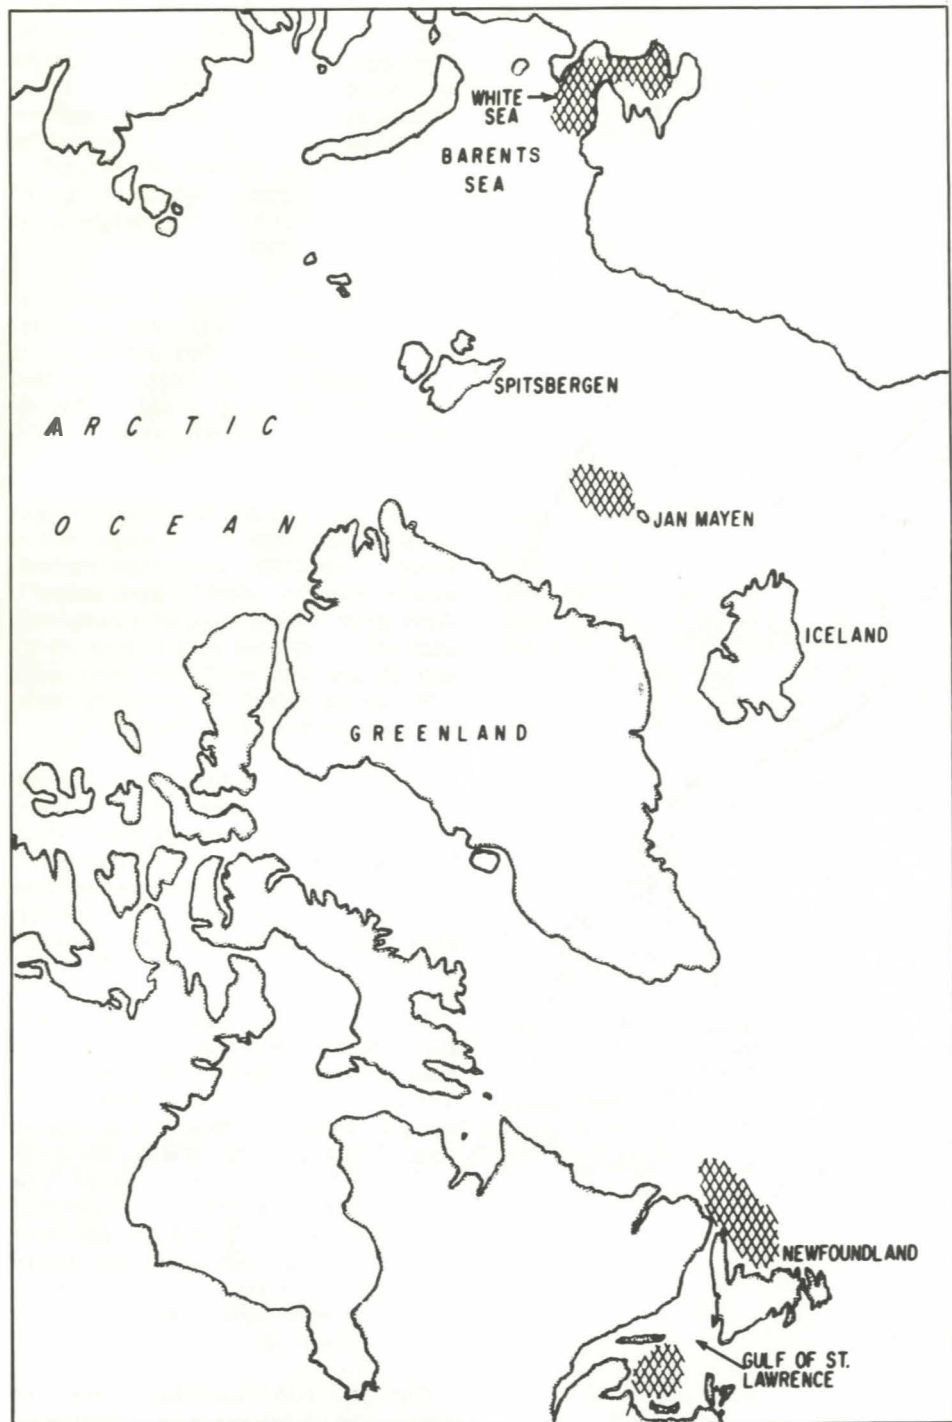 WHITE
SEA
BARENTS
SEA
SPITSBERGEN
ARCTIC
OCEAN
JAN MAYEN
ICELAND
GREENLAND
NEWFOUNDLAND
GULF OF ST.
LAWRENCE